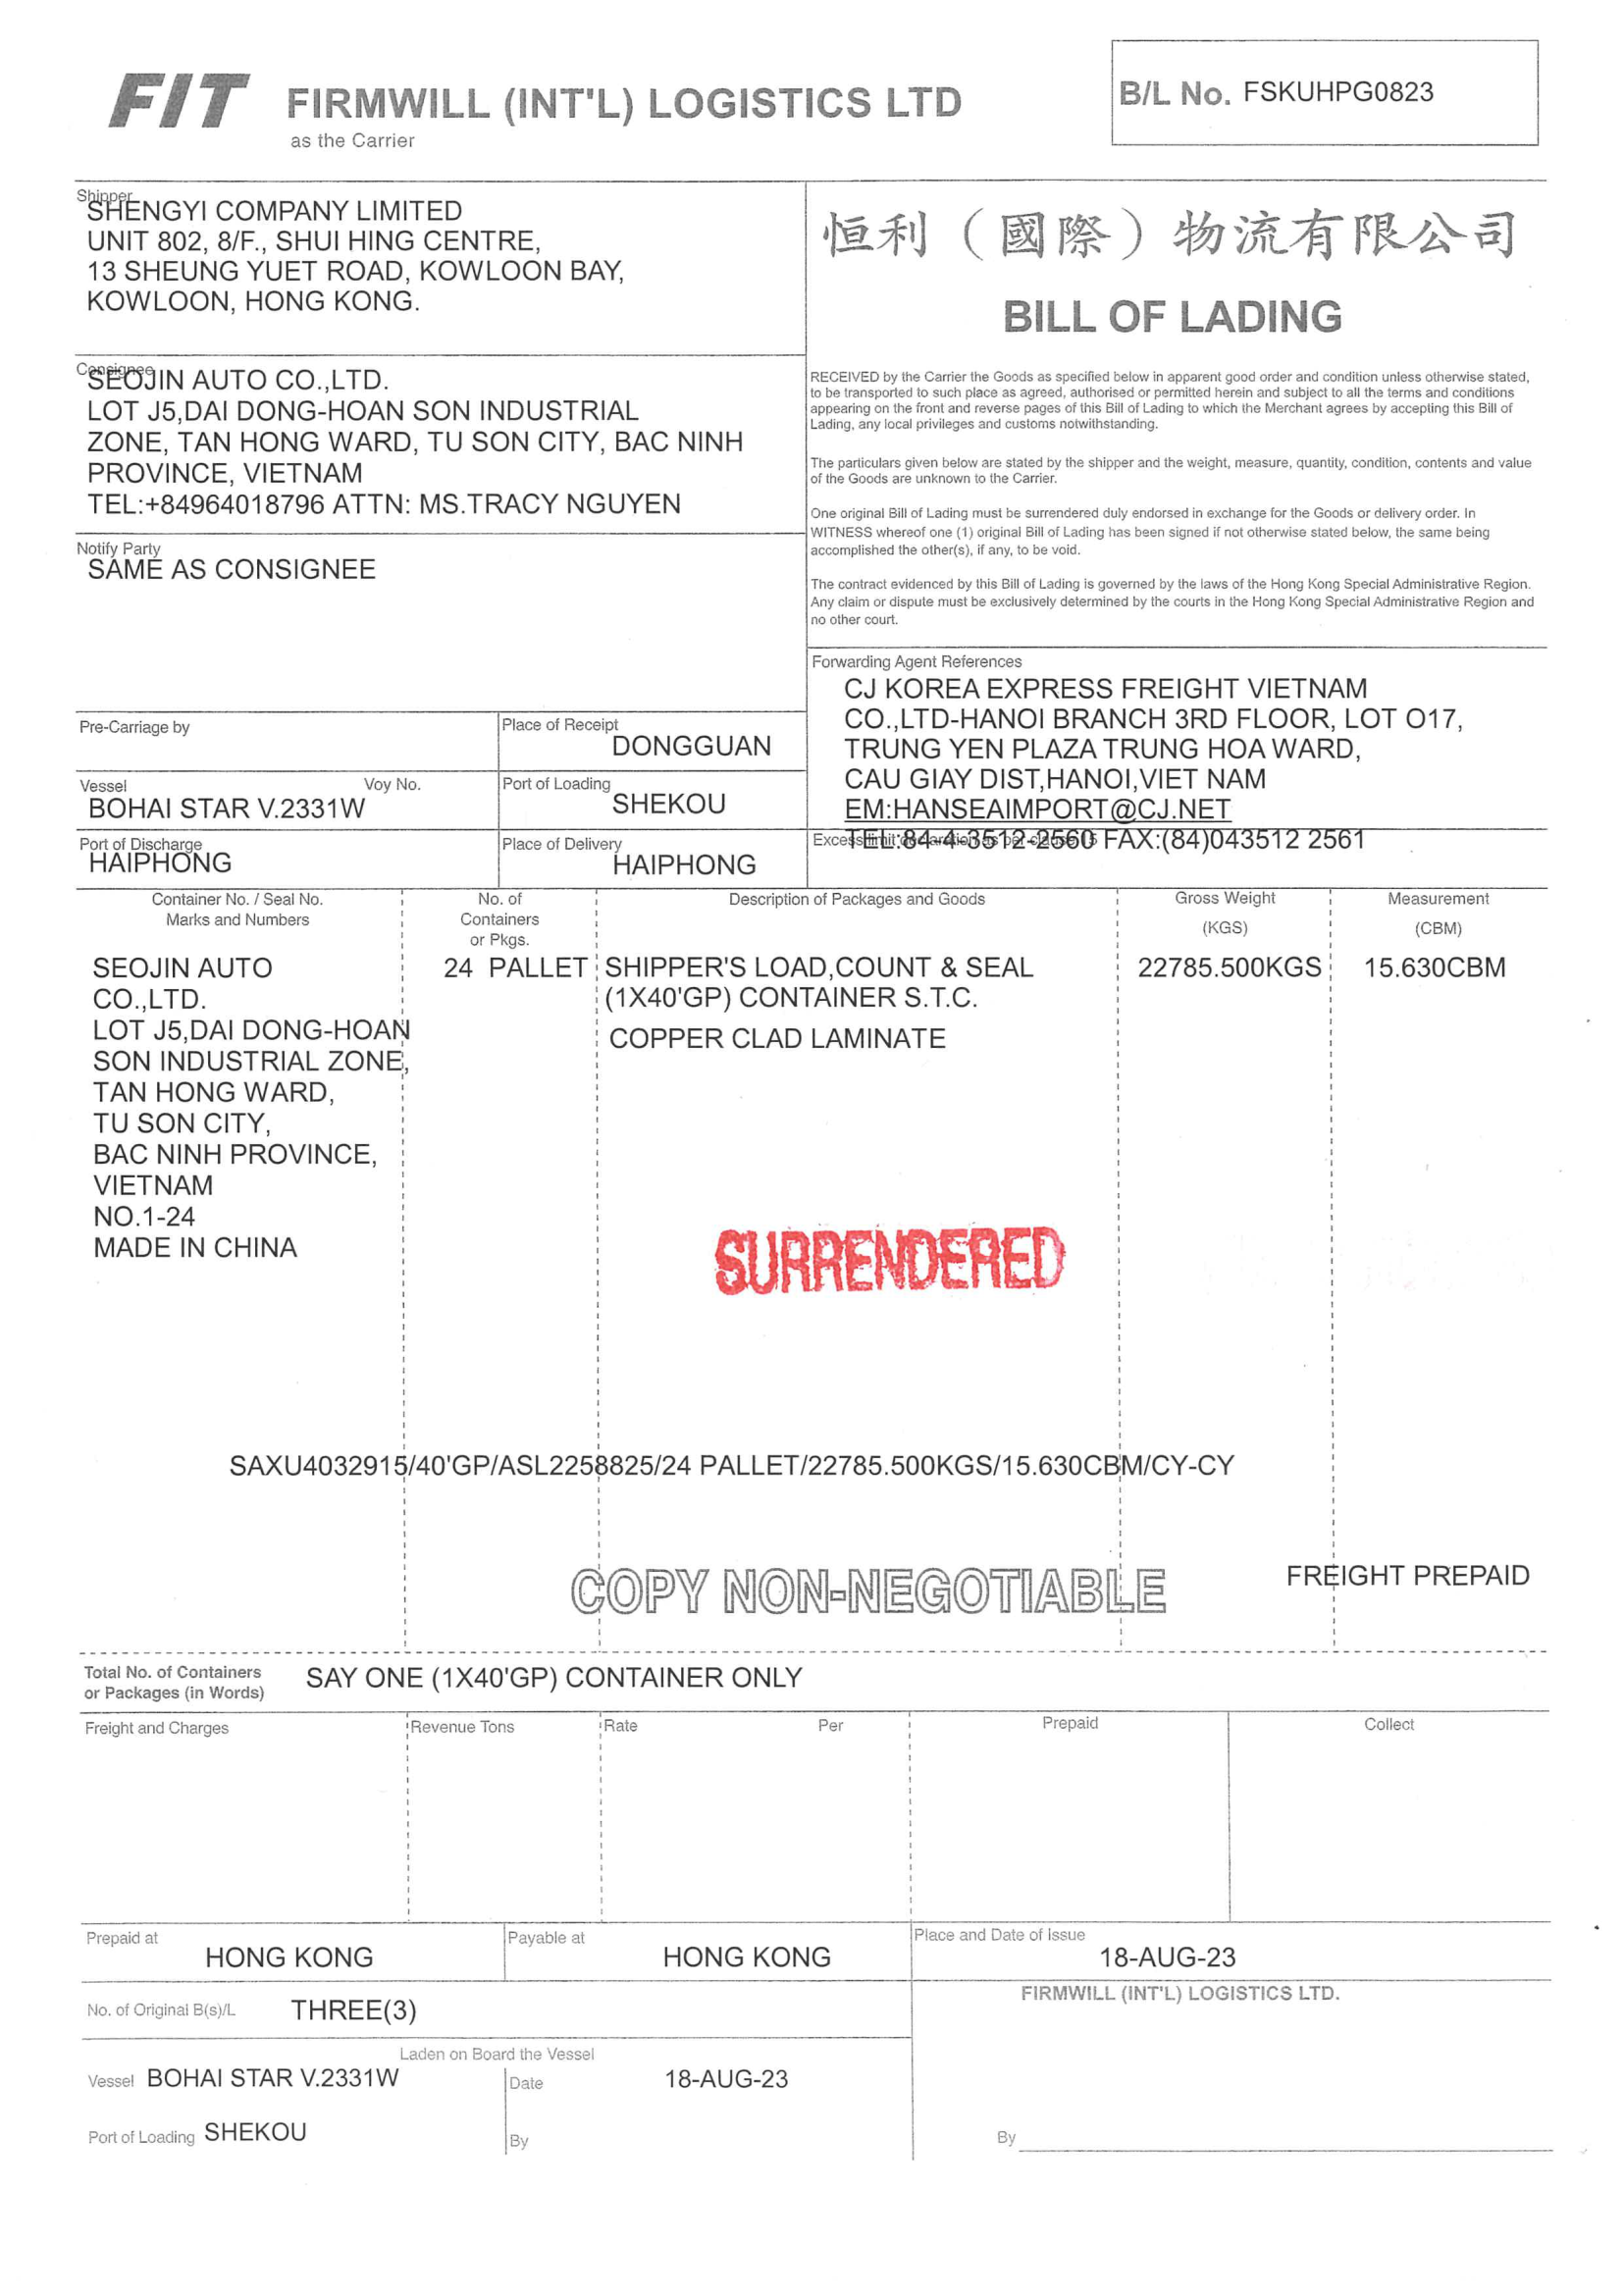 FIT FIRMWILL (INT'L) LOGISTICS LTD
as the Carrier
B/L No. FSKUHPG0823
Shipper
SHENGYI COMPANY LIMITED
UNIT 802, 8/F., SHUI HING CENTRE,
13 SHEUNG YUET ROAD, KOWLOON BAY,
KOWLOON, HONG KONG.
恒利（國際）物流有限公司
BILL OF LADING
Consignee
SEOJIN AUTO CO.,LTD.
LOT J5,DAI DONG-HOAN SON INDUSTRIAL
ZONE, TAN HONG WARD, TU SON CITY, BAC NINH
PROVINCE, VIETNAM
TEL:+84964018796 ATTN: MS.TRACY NGUYEN
RECEIVED by the Carrier the Goods as specified below in apparent good order and condition unless otherwise stated,
to be transported to such place as agreed, authorised or permitted herein and subject to all the terms and conditions
appearing on the front and reverse pages of this Bill of Lading to which the Merchant agrees by accepting this Bill of
Lading, any local privileges and customs notwithstanding.
The particulars given below are stated by the shipper and the weight, measure, quantity, condition, contents and value
of the Goods are unknown to the Carrier.
One original Bill of Lading must be surrendered duly endorsed in exchange for the Goods or delivery order. In
WITNESS whereof one (1) original Bill of Lading has been signed if not otherwise stated below, the same being
accomplished the other(s), if any, to be void.
The contract evidenced by this Bill of Lading is governed by the laws of the Hong Kong Special Administrative Region.
Any claim or dispute must be exclusively determined by the courts in the Hong Kong Special Administrative Region and
no other court.
Notify Party
SAME AS CONSIGNEE
Forwarding Agent References
CJ KOREA EXPRESS FREIGHT VIETNAM
CO.,LTD-HANOI BRANCH 3RD FLOOR, LOT O17,
TRUNG YEN PLAZA TRUNG HOA WARD,
CAU GIAY DIST,HANOI,VIET NAM
EM:HANSEAIMPORT@CJ.NET
TEL:84-4-3512-2560 FAX:(84)043512 2561
Excess limit declaration as per clause 15
Pre-Carriage by
Place of Receipt
DONGGUAN
Vessel Voy No.
BOHAI STAR V.2331W
Port of Loading
SHEKOU
Port of Discharge
HAIPHONG
Place of Delivery
HAIPHONG
Container No. / Seal No.
Marks and Numbers
No. of
Containers
or Pkgs.
Description of Packages and Goods
Gross Weight
(KGS)
Measurement
(CBM)
SEOJIN AUTO
CO.,LTD.
LOT J5,DAI DONG-HOAN
SON INDUSTRIAL ZONE,
TAN HONG WARD,
TU SON CITY,
BAC NINH PROVINCE,
VIETNAM
NO.1-24
MADE IN CHINA
24 PALLET
SHIPPER'S LOAD,COUNT & SEAL
(1X40'GP) CONTAINER S.T.C.
COPPER CLAD LAMINATE
22785.500KGS
15.630CBM
SURRENDERED
SAXU4032915/40'GP/ASL2258825/24 PALLET/22785.500KGS/15.630CBM/CY-CY
COPY NON-NEGOTIABLE
FREIGHT PREPAID
Total No. of Containers
or Packages (in Words)
SAY ONE (1X40'GP) CONTAINER ONLY
Freight and Charges Revenue Tons Rate Per Prepaid Collect
Prepaid at
HONG KONG
Payable at
HONG KONG
Place and Date of Issue
18-AUG-23
No. of Original B(s)/L THREE(3)
FIRMWILL (INT'L) LOGISTICS LTD.
Laden on Board the Vessel
Vessel BOHAI STAR V.2331W
Date 18-AUG-23
Port of Loading SHEKOU
By
By